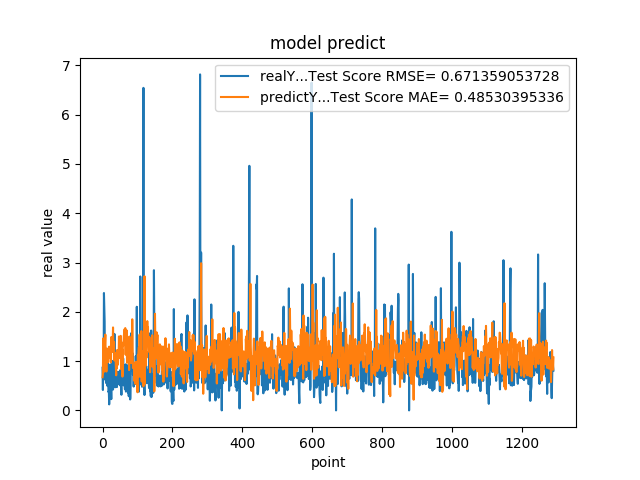 model predict
realY...Test Score RMSE= 0.671359053728
predictY...Test Score MAE= 0.48530395336
7
6
5
4
3
2
1
0
real value
0 200 400 600 800 1000 1200
point